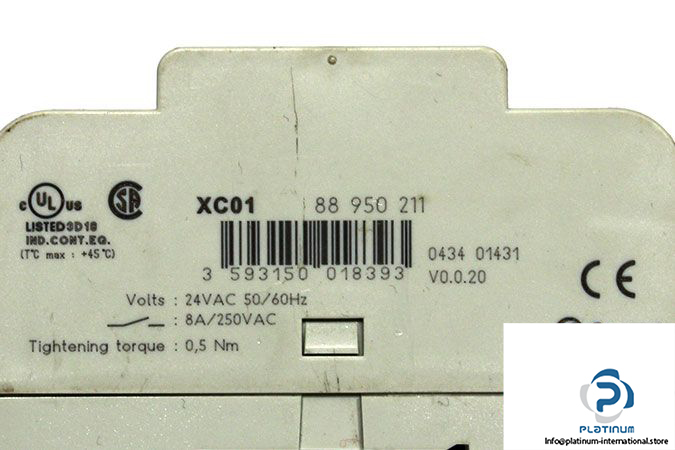 c UL US
LISTED3D18
IND.CONT.EQ.
(T°C max : +45°C)
XC01 88 950 211
3 593150 018393
0434 01431
V0.0.20
Volts : 24VAC 50/60Hz
: 8A/250VAC
Tightening torque : 0,5 Nm
CE
PLATINUM
Info@platinum-international.store